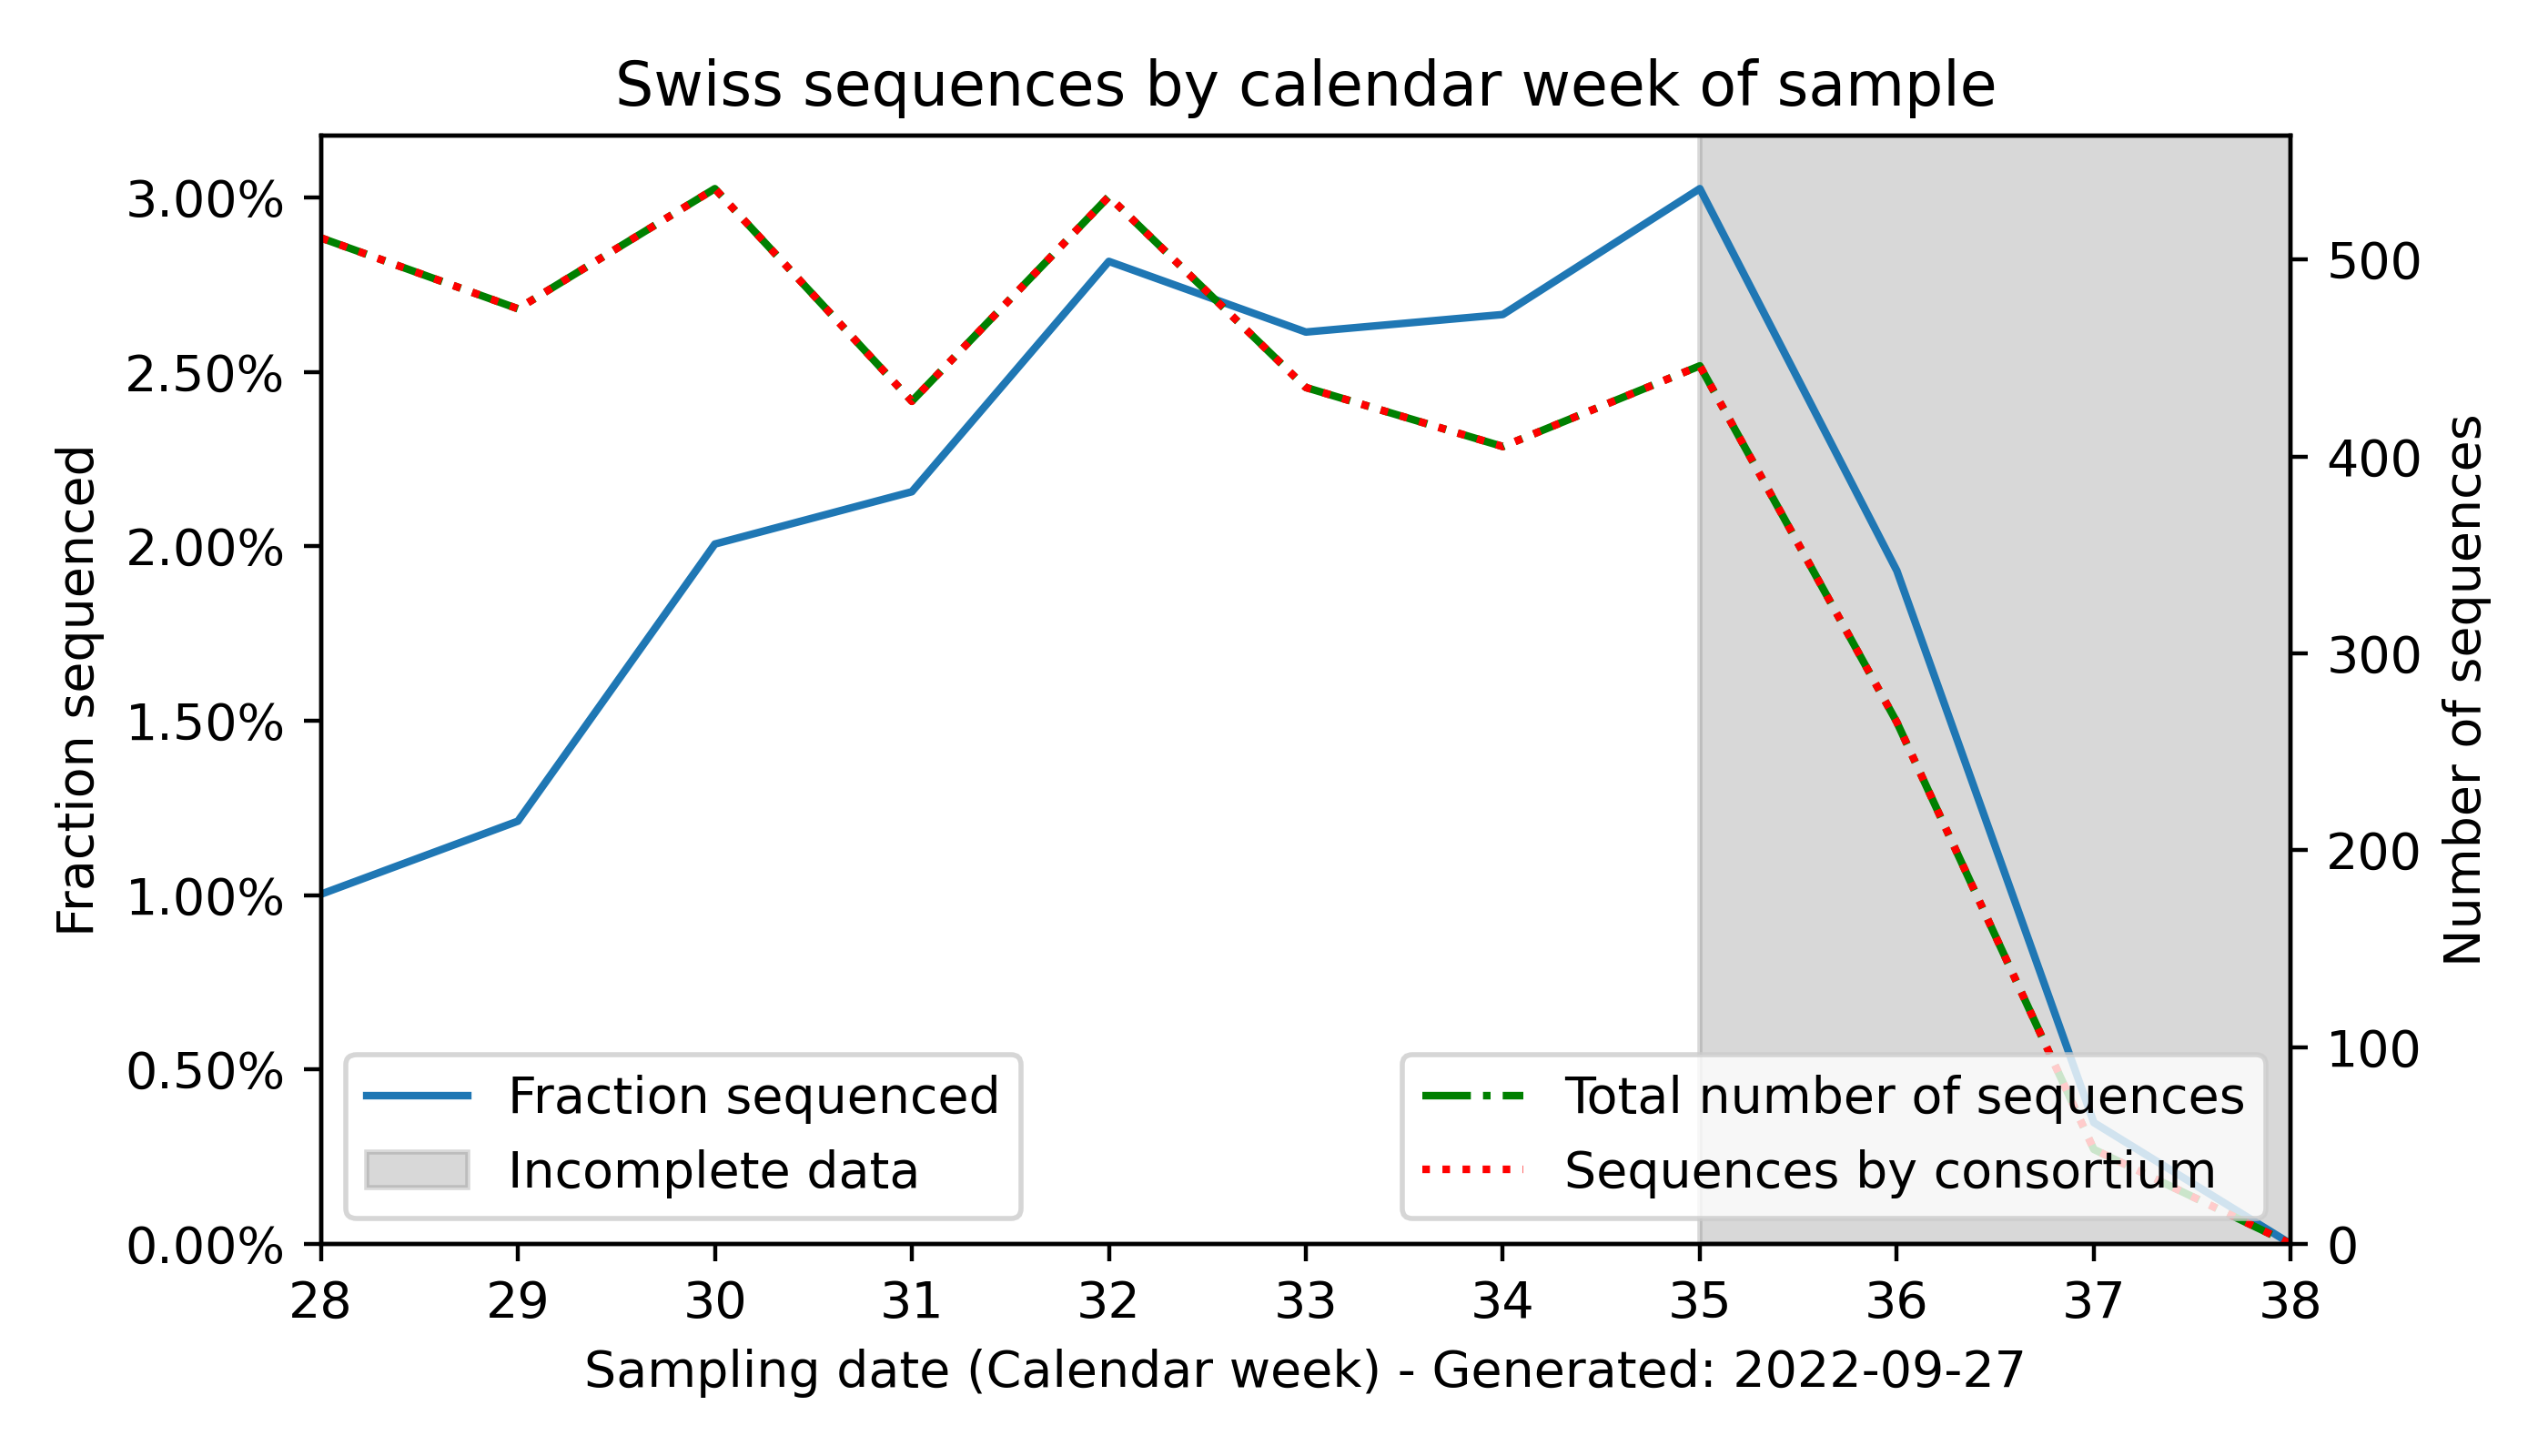 Swiss sequences by calendar week of sample
3.00%
2.50%
2.00%
1.50%
1.00%
0.50%
0.00%
Fraction sequenced
500
400
300
200
100
0
Number of sequences
Fraction sequenced
Incomplete data
Total number of sequences
Sequences by consortium
28 29 30 31 32 33 34 35 36 37 38
Sampling date (Calendar week) - Generated: 2022-09-27